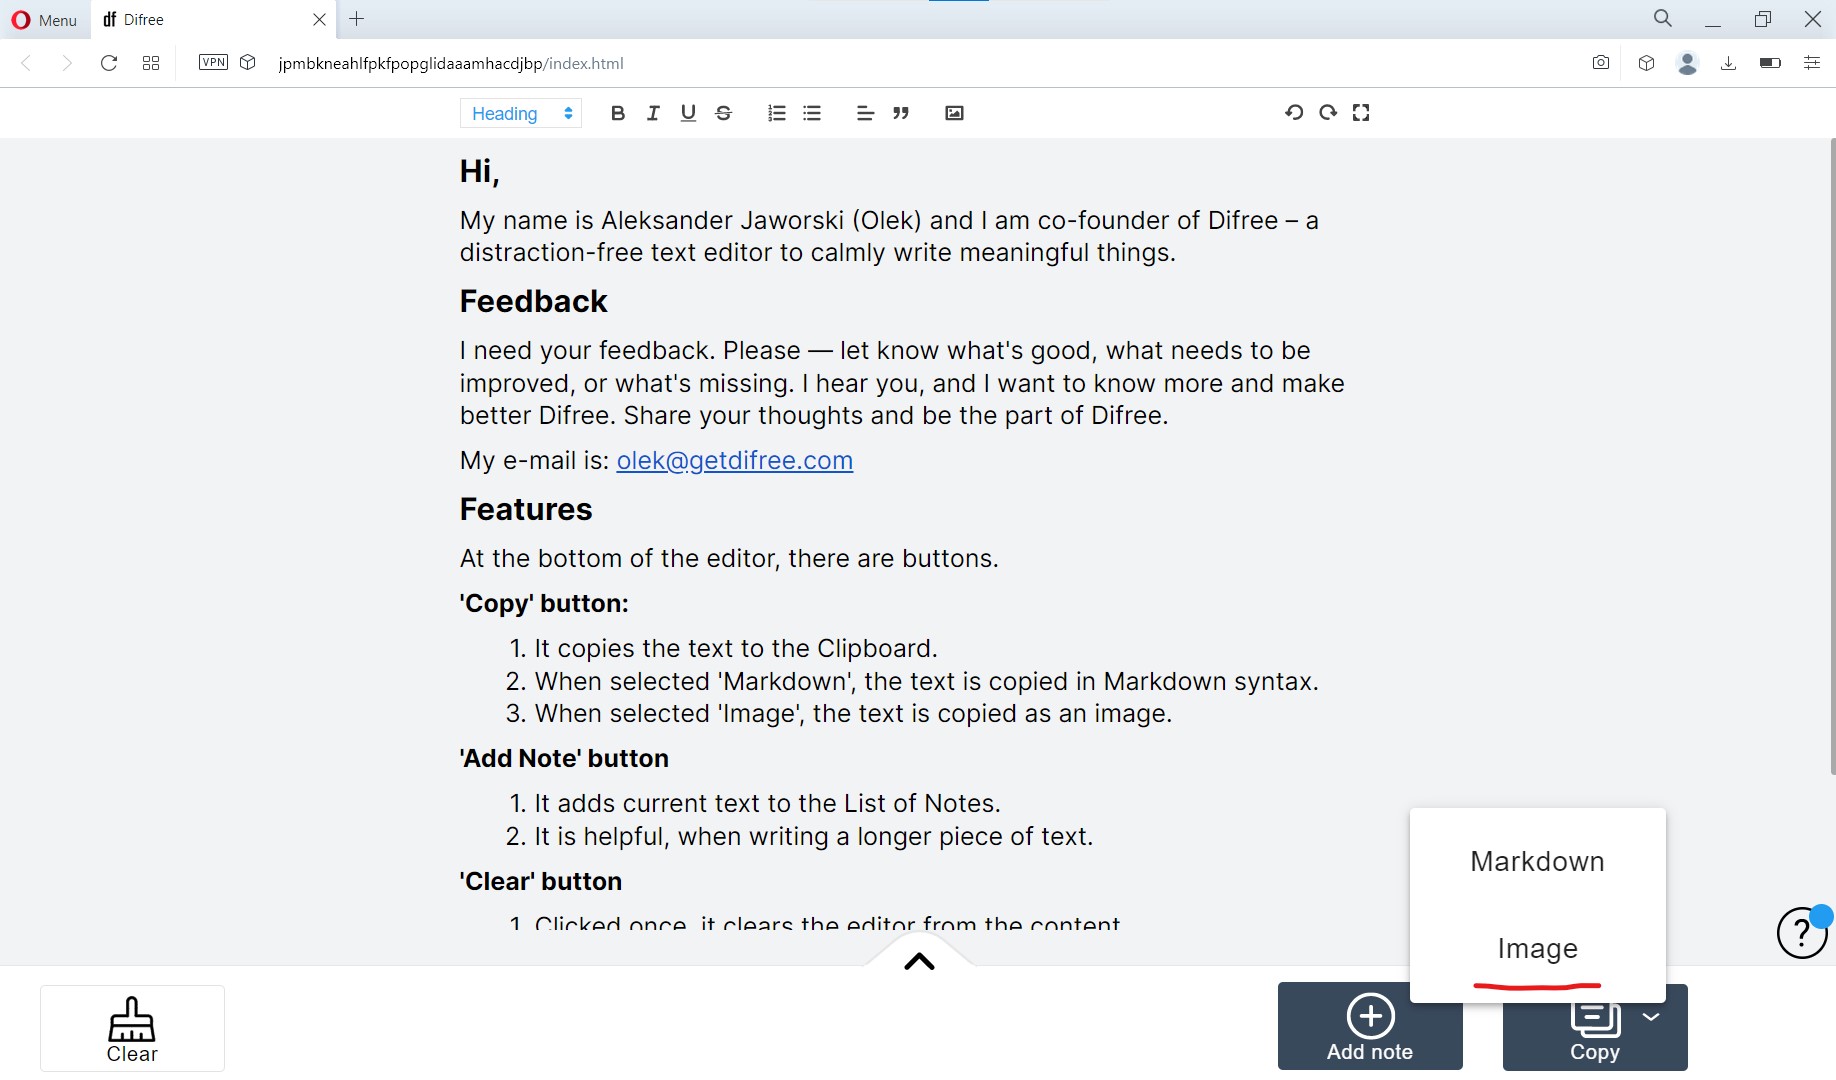 Menu
df Difree
VPN
jpmbkneahlfpkfpopglidaaamhacdjbp/index.html
Heading
B I U S
Hi,
My name is Aleksander Jaworski (Olek) and I am co-founder of Difree – a
distraction-free text editor to calmly write meaningful things.
Feedback
I need your feedback. Please — let know what's good, what needs to be
improved, or what's missing. I hear you, and I want to know more and make
better Difree. Share your thoughts and be the part of Difree.
My e-mail is: olek@getdifree.com
Features
At the bottom of the editor, there are buttons.
'Copy' button:
1. It copies the text to the Clipboard.
2. When selected 'Markdown', the text is copied in Markdown syntax.
3. When selected 'Image', the text is copied as an image.
'Add Note' button
1. It adds current text to the List of Notes.
2. It is helpful, when writing a longer piece of text.
'Clear' button
1. Clicked once, it clears the editor from the content
Markdown
Image
?
Clear
Add note
Copy